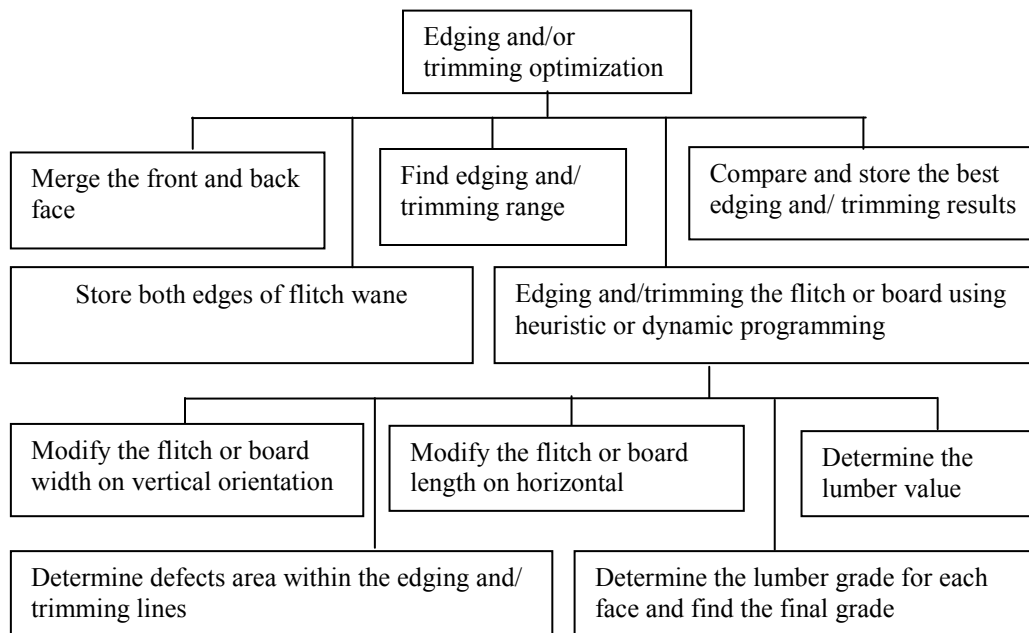 Edging and/or
trimming optimization
Merge the front and back
face
Find edging and/
trimming range
Compare and store the best
edging and/ trimming results
Store both edges of flitch wane
Edging and/trimming the flitch or board using
heuristic or dynamic programming
Modify the flitch or board
width on vertical orientation
Modify the flitch or board
length on horizontal
Determine the
lumber value
Determine defects area within the edging and/
trimming lines
Determine the lumber grade for each
face and find the final grade